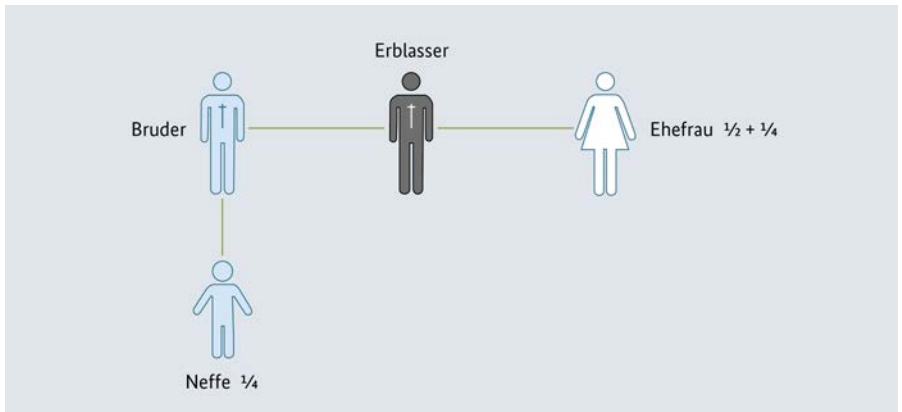 Erblasser
Bruder
Ehefrau ½ + ¼
Neffe ¼